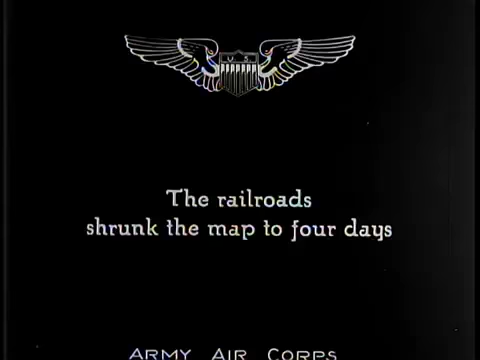 U S
The railroads
shrunk the map to four days
ARMY AIR CORPS